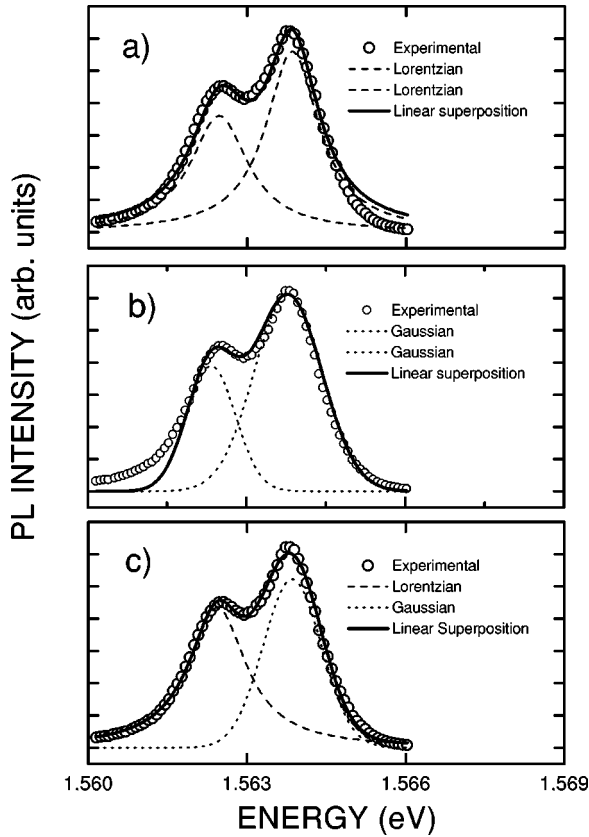 a)
Experimental
Lorentzian
Lorentzian
Linear superposition
b)
Experimental
Gaussian
Gaussian
Linear superposition
c)
Experimental
Lorentzian
Gaussian
Linear Superposition
PL INTENSITY (arb. units)
1.560 1.563 1.566 1.569
ENERGY (eV)